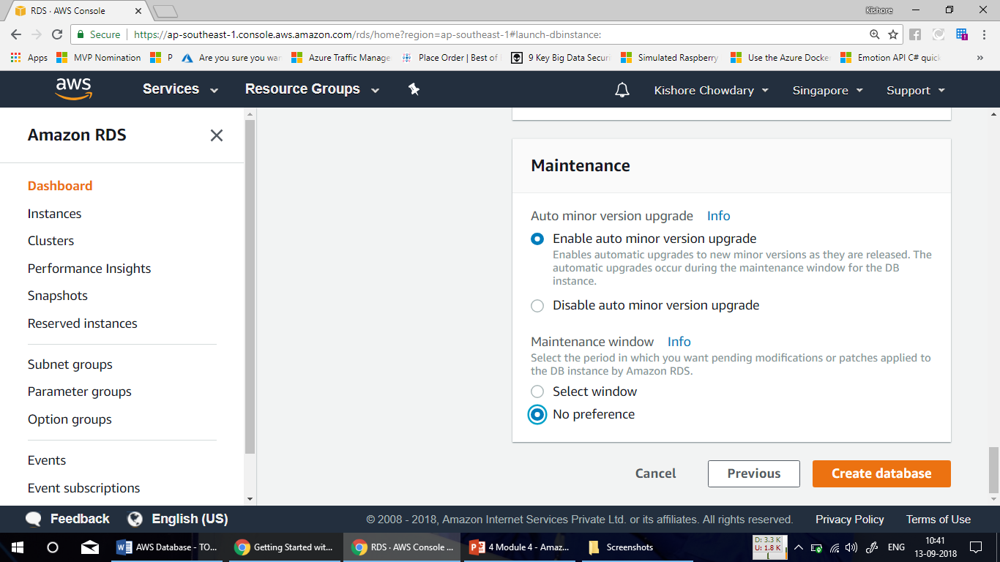 RDS · AWS Console
Kishore
Secure
https://ap-southeast-1.console.aws.amazon.com/rds/home?region=ap-southeast-1#launch-dbinstance:
Apps
MVP Nomination
P
Are you sure you wan
Azure Traffic Manage
Place Order | Best of
9 Key Big Data Securi
Simulated Raspberry
Use the Azure Docke
Emotion API C# quick
»
aws
Services
Resource Groups
Kishore Chowdary
Singapore
Support
Amazon RDS
Dashboard
Instances
Clusters
Performance Insights
Snapshots
Reserved instances
Subnet groups
Parameter groups
Option groups
Events
Event subscriptions
Maintenance
Auto minor version upgrade Info
Enable auto minor version upgrade
Enables automatic upgrades to new minor versions as they are released. The
automatic upgrades occur during the maintenance window for the DB
instance.
Disable auto minor version upgrade
Maintenance window Info
Select the period in which you want pending modifications or patches applied to
the DB instance by Amazon RDS.
Select window
No preference
Cancel
Previous
Create database
Feedback
English (US)
© 2008 - 2018, Amazon Internet Services Private Ltd. or its affiliates. All rights reserved.
Privacy Policy
Terms of Use
AWS Database - TO...
Getting Started wit...
RDS · AWS Console ...
4 Module 4 - Amaz...
Screenshots
D: 3.3 K
U: 1.8 K
ENG
10:41
13-09-2018